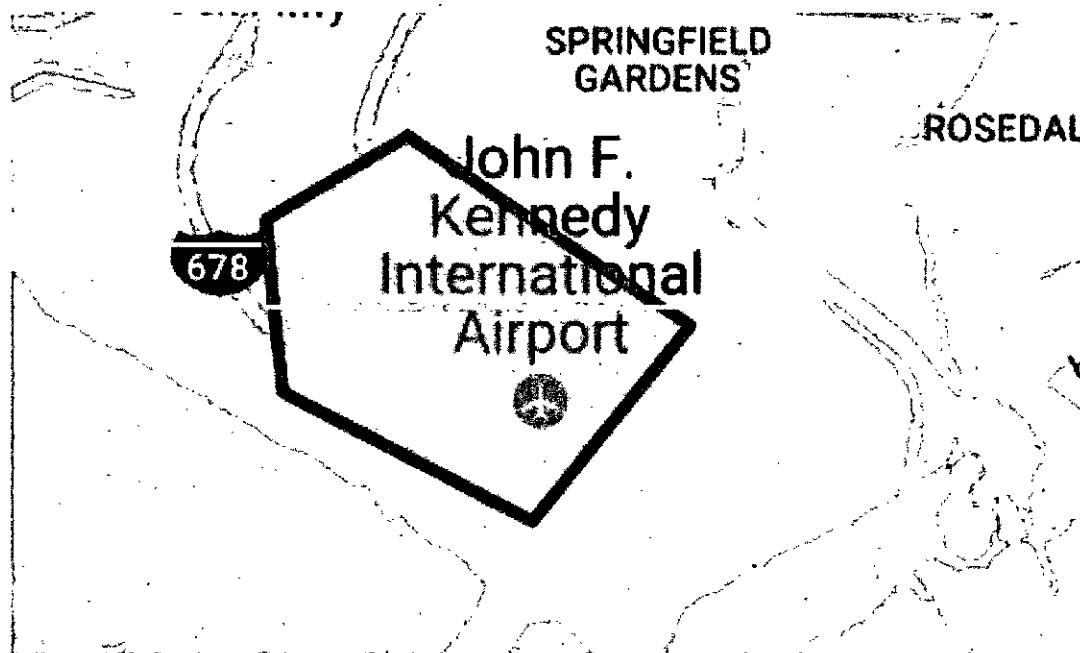 SPRINGFIELD
GARDENS
ROSEDAL
John F.
Kennedy
International
Airport
678